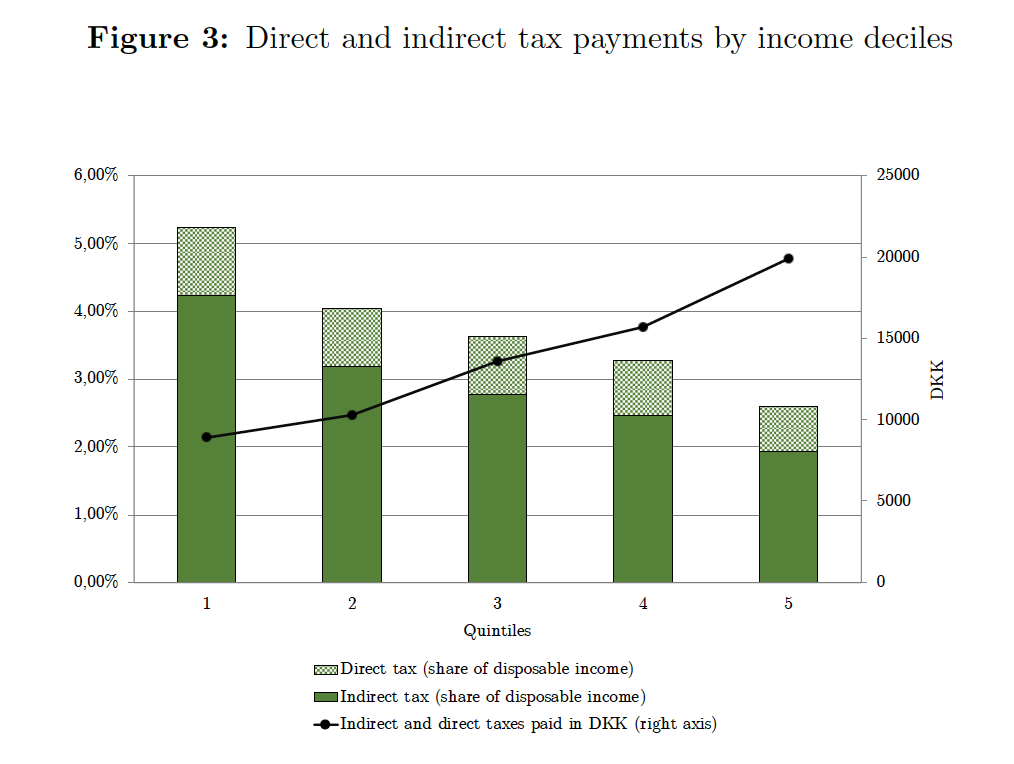 Figure 3: Direct and indirect tax payments by income deciles
6,00%
5,00%
4,00%
3,00%
2,00%
1,00%
0,00%
25000
20000
15000
10000
5000
0
DKK
1 2 3 4 5
Quintiles
Direct tax (share of disposable income)
Indirect tax (share of disposable income)
Indirect and direct taxes paid in DKK (right axis)